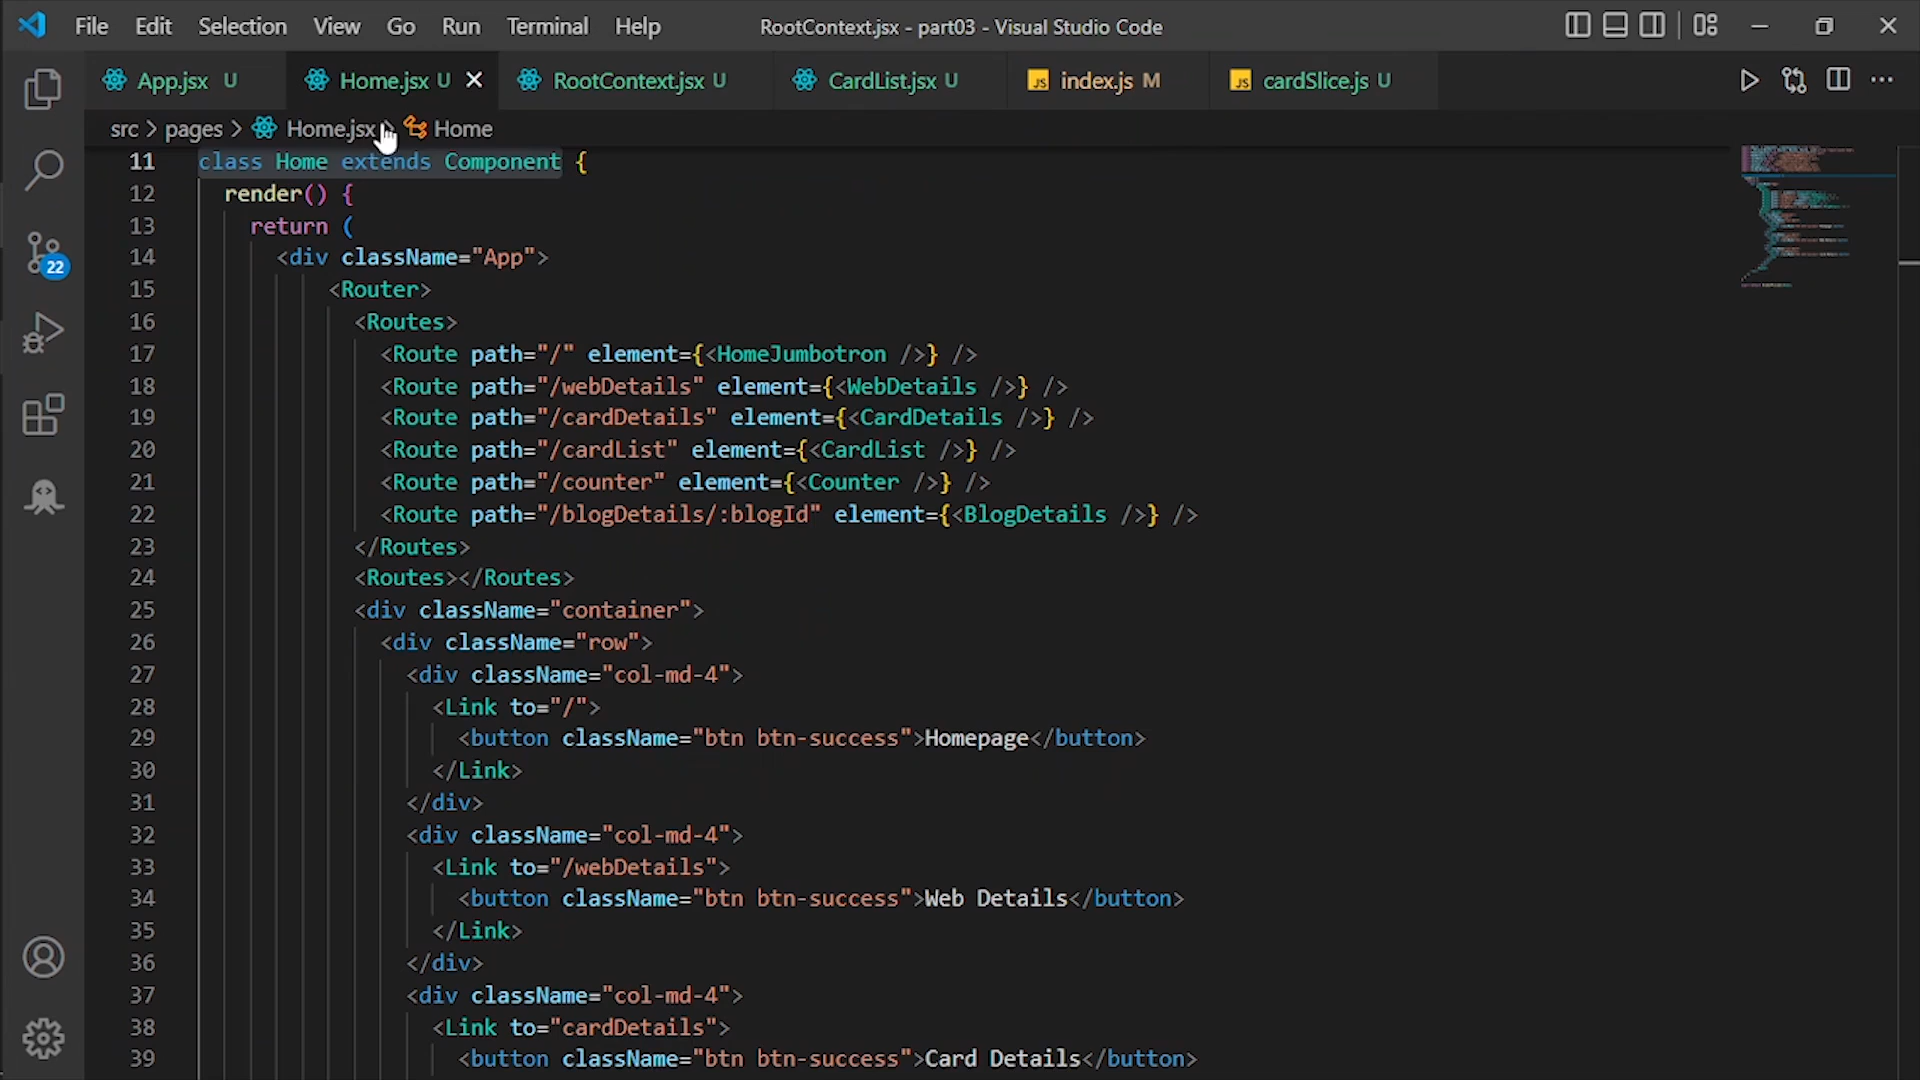 File Edit Selection View Go Run Terminal Help RootContext.jsx - part03 - Visual Studio Code
App.jsx U Home.jsx U RootContext.jsx U CardList.jsx U JS index.js M JS cardSlice.js U
src > pages > Home.jsx > Home
11 class Home extends Component {
12 render() {
13 return (
14 <div className="App">
15 <Router>
16 <Routes>
17 <Route path="/" element={<HomeJumbotron />} />
18 <Route path="/webDetails" element={<WebDetails />} />
19 <Route path="/cardDetails" element={<CardDetails />} />
20 <Route path="/cardList" element={<CardList />} />
21 <Route path="/counter" element={<Counter />} />
22 <Route path="/blogDetails/:blogId" element={<BlogDetails />} />
23 </Routes>
24 <Routes></Routes>
25 <div className="container">
26 <div className="row">
27 <div className="col-md-4">
28 <Link to="/">
29 <button className="btn btn-success">Homepage</button>
30 </Link>
31 </div>
32 <div className="col-md-4">
33 <Link to="/webDetails">
34 <button className="btn btn-success">Web Details</button>
35 </Link>
36 </div>
37 <div className="col-md-4">
38 <Link to="cardDetails">
39 <button className="btn btn-success">Card Details</button>
22